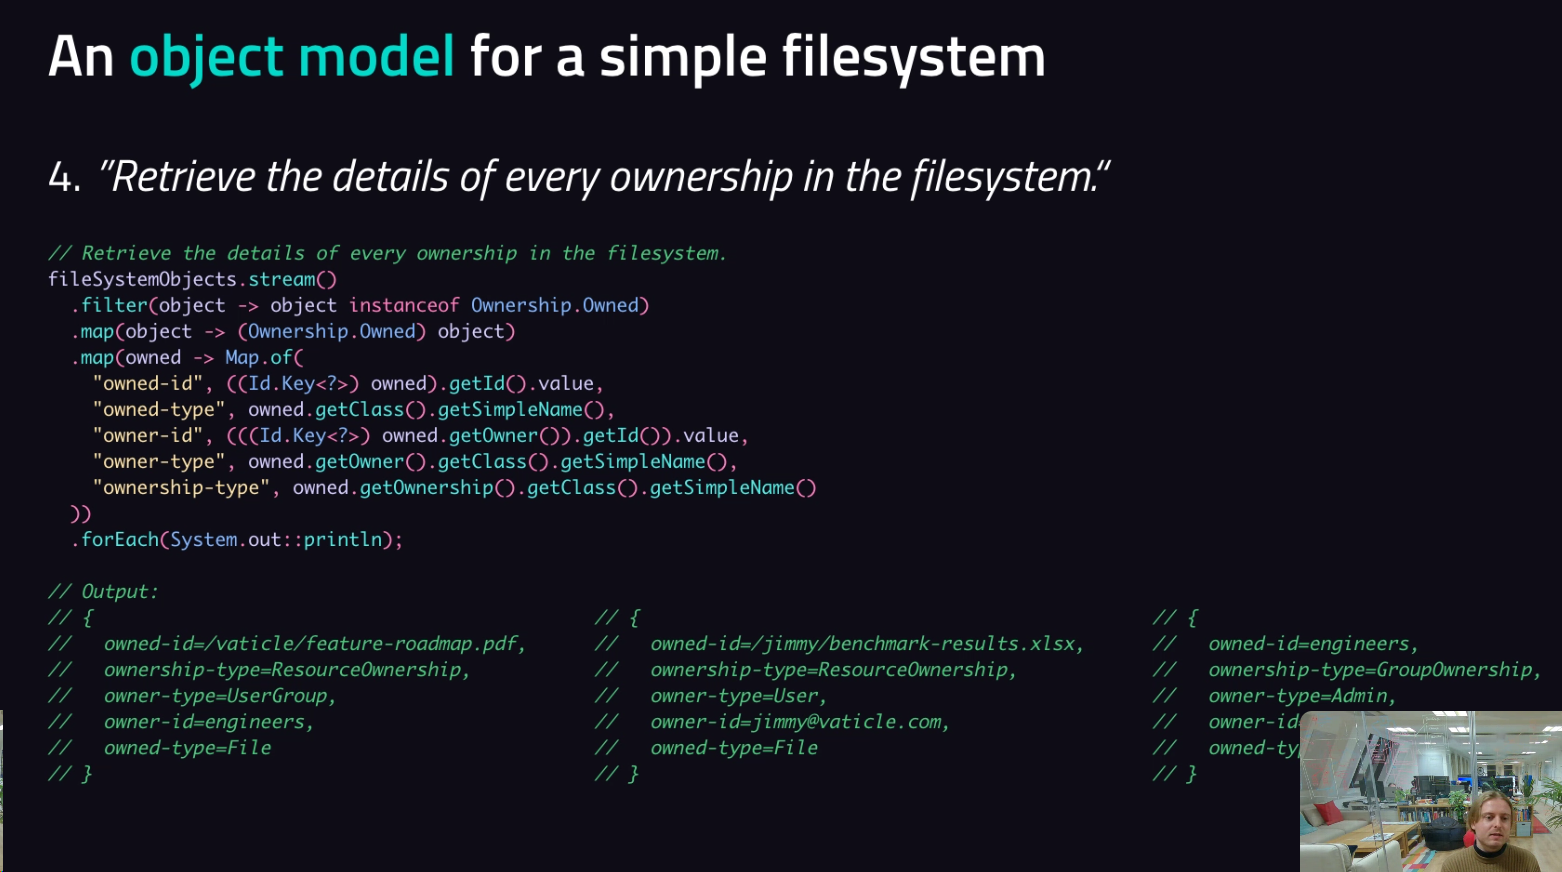 An object model for a simple filesystem
4. "Retrieve the details of every ownership in the filesystem."
// Retrieve the details of every ownership in the filesystem.
fileSystemObjects.stream()
  .filter(object -> object instanceof Ownership.Owned)
  .map(object -> (Ownership.Owned) object)
  .map(owned -> Map.of(
    "owned-id", ((Id.Key<?>) owned).getId().value,
    "owned-type", owned.getClass().getSimpleName(),
    "owner-id", (((Id.Key<?>) owned.getOwner()).getId()).value,
    "owner-type", owned.getOwner().getClass().getSimpleName(),
    "ownership-type", owned.getOwnership().getClass().getSimpleName()
  ))
  .forEach(System.out::println);
// Output:
// {
//   owned-id=/vaticle/feature-roadmap.pdf,
//   ownership-type=ResourceOwnership,
//   owner-type=UserGroup,
//   owner-id=engineers,
//   owned-type=File
// }
// {
//   owned-id=/jimmy/benchmark-results.xlsx,
//   ownership-type=ResourceOwnership,
//   owner-type=User,
//   owner-id=jimmy@vaticle.com,
//   owned-type=File
// }
// {
//   owned-id=engineers,
//   ownership-type=GroupOwnership,
//   owner-type=Admin,
//   owner-id
//   owned-ty
// }